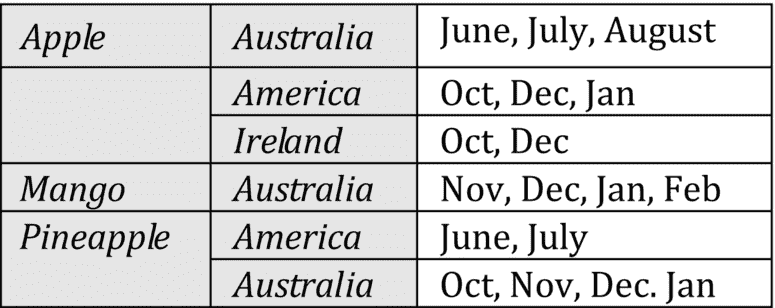 Apple Australia June, July, August
America Oct, Dec, Jan
Ireland Oct, Dec
Mango Australia Nov, Dec, Jan, Feb
Pineapple America June, July
Australia Oct, Nov, Dec. Jan